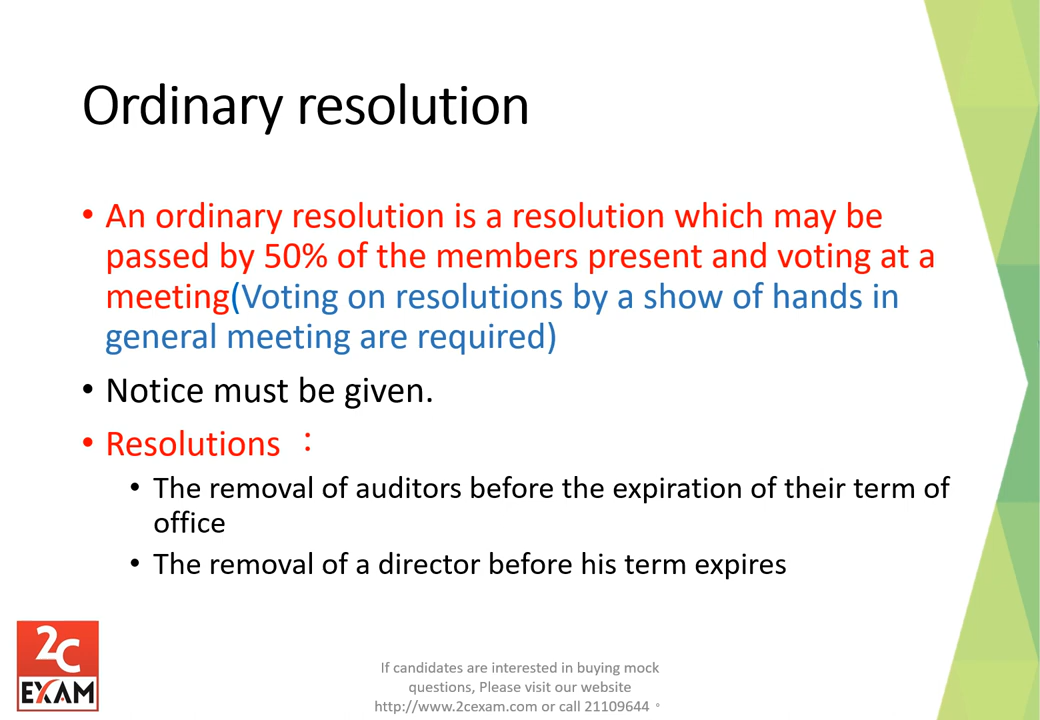 Ordinary resolution
• An ordinary resolution is a resolution which may be
passed by 50% of the members present and voting at a
meeting(Voting on resolutions by a show of hands in
general meeting are required)
• Notice must be given.
• Resolutions ：
• The removal of auditors before the expiration of their term of
office
• The removal of a director before his term expires
2C
EXAM
If candidates are interested in buying mock
questions, Please visit our website
http://www.2cexam.com or call 21109644 。